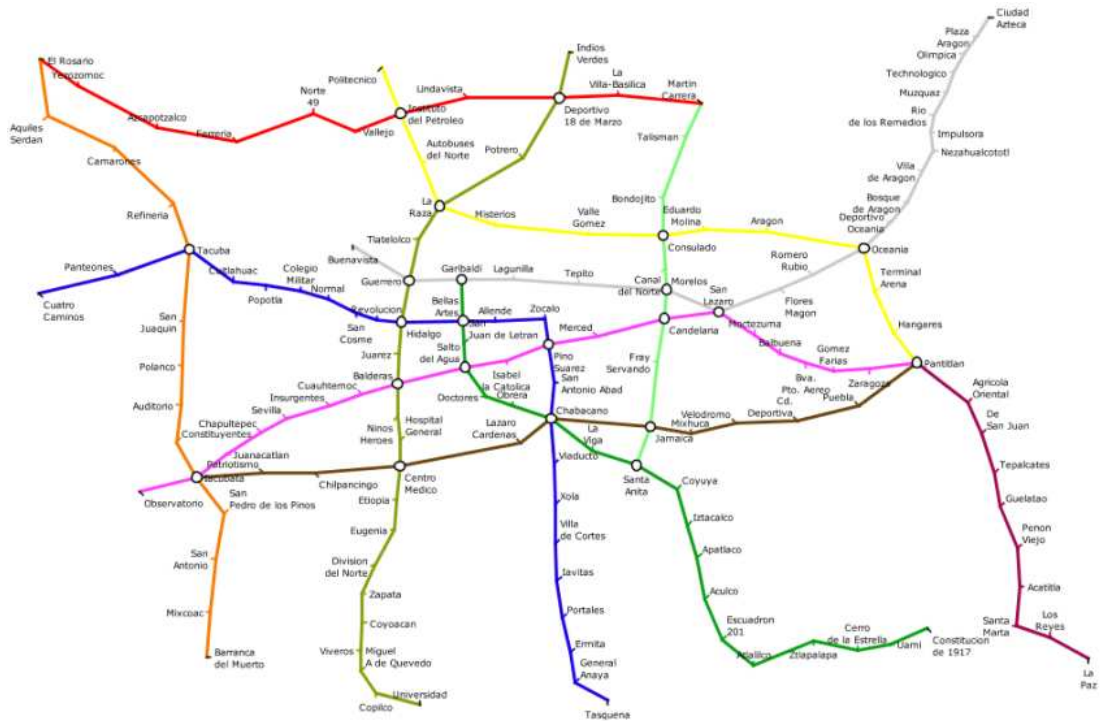 Ciudad
Azteca
Plaza
Aragon
Olimpica
Technologico
Muzquaz
Rio
de los Remedios
Impulsora
Nezahualcototl
Villa
de Aragon
Bosque
de Aragon
Deportivo
Oceania
Oceania
El Rosario
Yerozomoc
Azcapotzalco
Ferreria
Norte
49
Vallejo
Instituto
del Petroleo
Lindavista
Deportivo
18 de Marzo
La
Villa-Basilica
Martin
Carrera
Politecnico
Indios
Verdes
Autobuses
del Norte
Potrero
Talisman
Bondojito
Aquiles
Serdan
Camarones
Refineria
Tacuba
La
Raza
Misterios
Valle
Gomez
Eduardo
Molina
Consulado
Aragon
Tlatelolco
Buenavista
Guerrero
Garibaldi
Lagunilla
Tepito
Canal
del Norte
Morelos
San
Lazaro
Romero
Rubio
Flores
Magon
Terminal
Arena
Hangares
Pantitlan
Panteones
Cuatro
Caminos
Cuitlahuac
Popotla
Colegio
Militar
Normal
San
Cosme
Revolucion
Hidalgo
Bellas
Artes
Allende
Zocalo
San
Juan de Letran
Merced
Candelaria
Moctezuma
Balbuena
Bva.
Pto. Aereo
Gomez
Farias
Zaragoza
San
Juaquin
Polanco
Auditorio
Constituyentes
Juarez
Balderas
Salto
del Agua
Isabel
la Catolica
Pino
Suarez
San
Antonio Abad
Fray
Servando
Cuauhtemoc
Insurgentes
Sevilla
Chapultepec
Juanacatlan
Tacubata
Observatorio
Doctores
Obrera
Chabacano
Ninos
Heroes
Hospital
General
Lazaro
Cardenas
La
Viga
Jamaica
Mixhuca
Velodromo
Cd.
Deportiva
Puebla
Patriotismo
Chilpancingo
Centro
Medico
Santa
Anita
San
Pedro de los Pinos
San
Antonio
Mixcoac
Barranca
del Muerto
Etiopia
Eugenia
Division
del Norte
Zapata
Coyoacan
Viveros
Miguel
A de Quevedo
Copilco
Universidad
Viaducto
Xola
Villa
de Cortes
Portales
Ermita
General
Anaya
Tasquena
Coyuya
Iztacalco
Apatlaco
Aculco
Escuadron
201
Atlalilco
Ztlapalapa
Cerro
de la Estrella
Uami
Constitucion
de 1917
Agricola
Oriental
De
San Juan
Tepalcates
Guelatao
Penon
Viejo
Acatitla
Santa
Marta
Los
Reyes
La
Paz